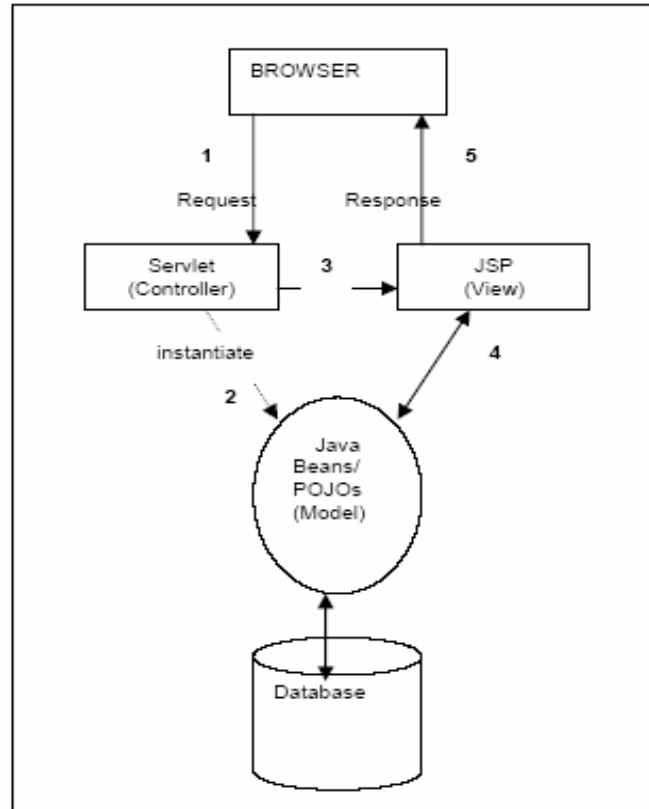 BROWSER
1
5
Request
Response
Servlet
(Controller)
3
JSP
(View)
instantiate
4
2
Java
Beans/
POJOs
(Model)
Database